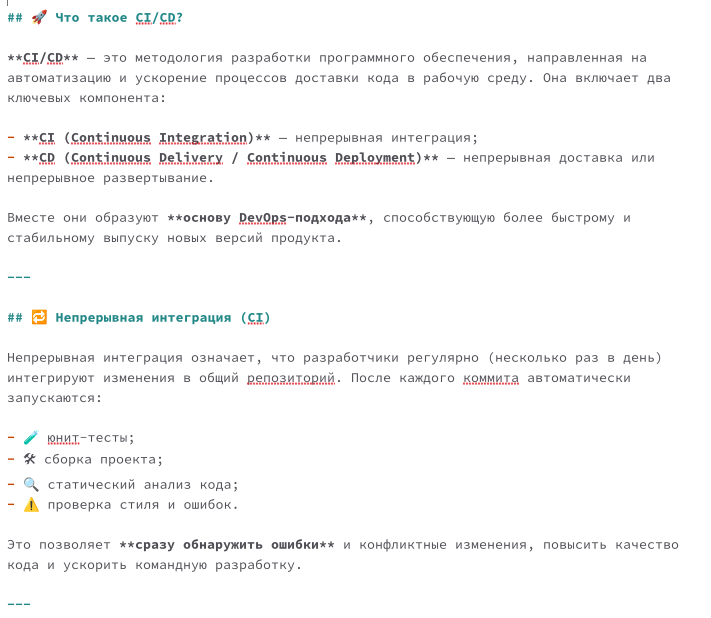 ## 🚀 Что такое CI/CD?
**CI/CD** — это методология разработки программного обеспечения, направленная на
автоматизацию и ускорение процессов доставки кода в рабочую среду. Она включает два
ключевых компонента:
- **CI (Continuous Integration)** — непрерывная интеграция;
- **CD (Continuous Delivery / Continuous Deployment)** — непрерывная доставка или
непрерывное развертывание.
Вместе они образуют **основу DevOps-подхода**, способствующую более быстрому и
стабильному выпуску новых версий продукта.
---
## 🔁 Непрерывная интеграция (CI)
Непрерывная интеграция означает, что разработчики регулярно (несколько раз в день)
интегрируют изменения в общий репозиторий. После каждого коммита автоматически
запускаются:
- 🧪 юнит-тесты;
- 🛠 сборка проекта;
- 🔍 статический анализ кода;
- ⚠️ проверка стиля и ошибок.
Это позволяет **сразу обнаружить ошибки** и конфликтные изменения, повысить качество
кода и ускорить командную разработку.
---